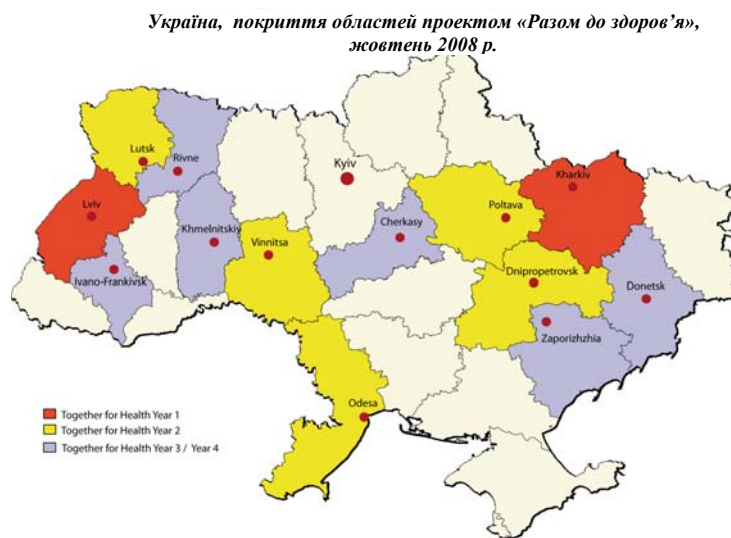 Україна, покриття областей проектом «Разом до здоров’я»,
жовтень 2008 р.
Lutsk
Rivne
Kyiv
Kharkiv
Lviv
Poltava
Khmelnitskiy
Cherkasy
Vinnitsa
Ivano-Frankivsk
Dnipropetrovsk
Donetsk
Zaporizhzhia
Odesa
Together for Health Year 1
Together for Health Year 2
Together for Health Year 3 / Year 4